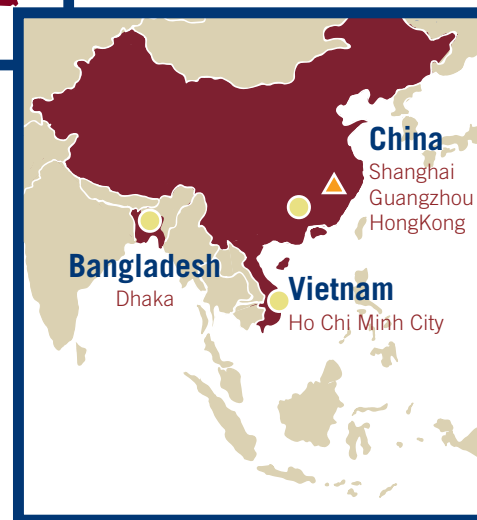 China
Shanghai
Guangzhou
HongKong
Bangladesh
Dhaka
Vietnam
Ho Chi Minh City